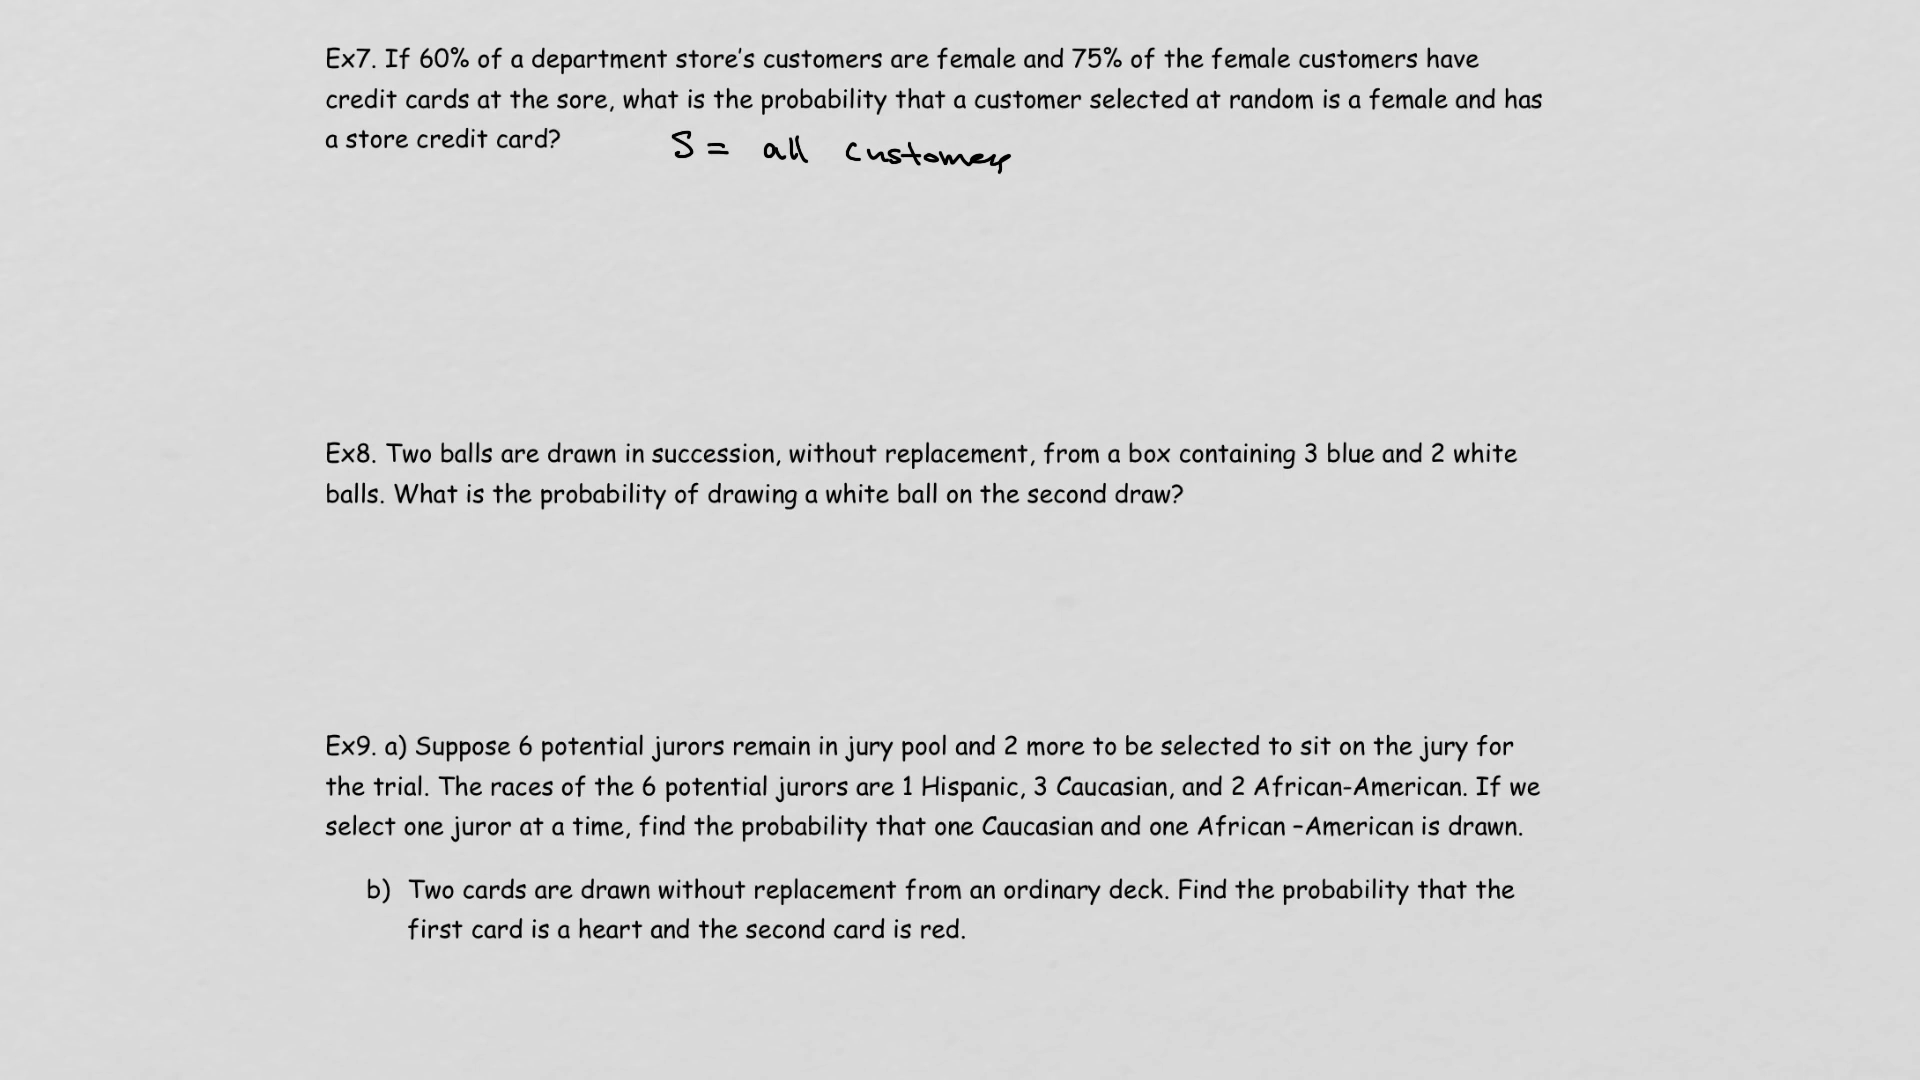 Ex7. If 60% of a department store's customers are female and 75% of the female customers have
credit cards at the sore, what is the probability that a customer selected at random is a female and has
a store credit card?
S = all customers
Ex8. Two balls are drawn in succession, without replacement, from a box containing 3 blue and 2 white
balls. What is the probability of drawing a white ball on the second draw?
Ex9. a) Suppose 6 potential jurors remain in jury pool and 2 more to be selected to sit on the jury for
the trial. The races of the 6 potential jurors are 1 Hispanic, 3 Caucasian, and 2 African-American. If we
select one juror at a time, find the probability that one Caucasian and one African –American is drawn.
b) Two cards are drawn without replacement from an ordinary deck. Find the probability that the
first card is a heart and the second card is red.